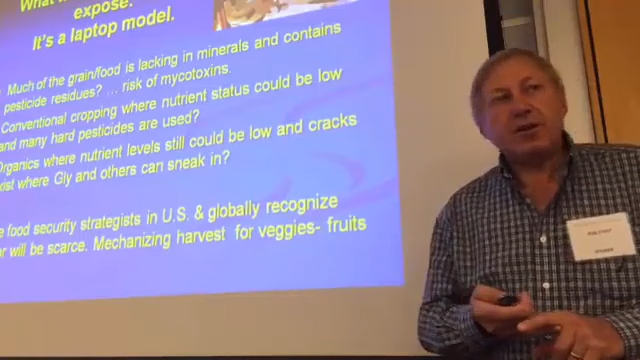 What
expose.
It's a laptop model.
Much of the grain/food is lacking in minerals and contains
pesticide residues? ... risk of mycotoxins.
Conventional cropping where nutrient status could be low
and many hard pesticides are used?
Organics where nutrient levels still could be low and cracks
exist where Gly and others can sneak in?
food security strategists in U.S. & globally recognize
will be scarce. Mechanizing harvest for veggies- fruits